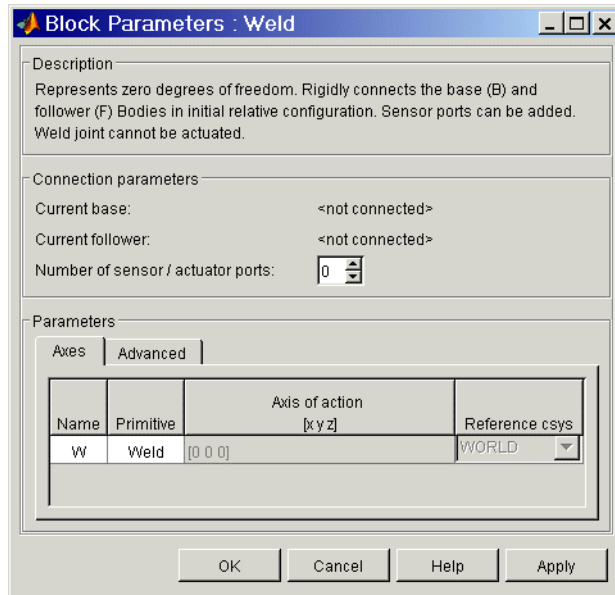 Block Parameters : Weld
Description
Represents zero degrees of freedom. Rigidly connects the base (B) and
follower (F) Bodies in initial relative configuration. Sensor ports can be added.
Weld joint cannot be actuated.
Connection parameters
Current base: <not connected>
Current follower: <not connected>
Number of sensor / actuator ports: 0
Parameters
Axes Advanced
Name Primitive Axis of action [x y z] Reference csys
W Weld [0 0 0] WORLD
OK Cancel Help Apply